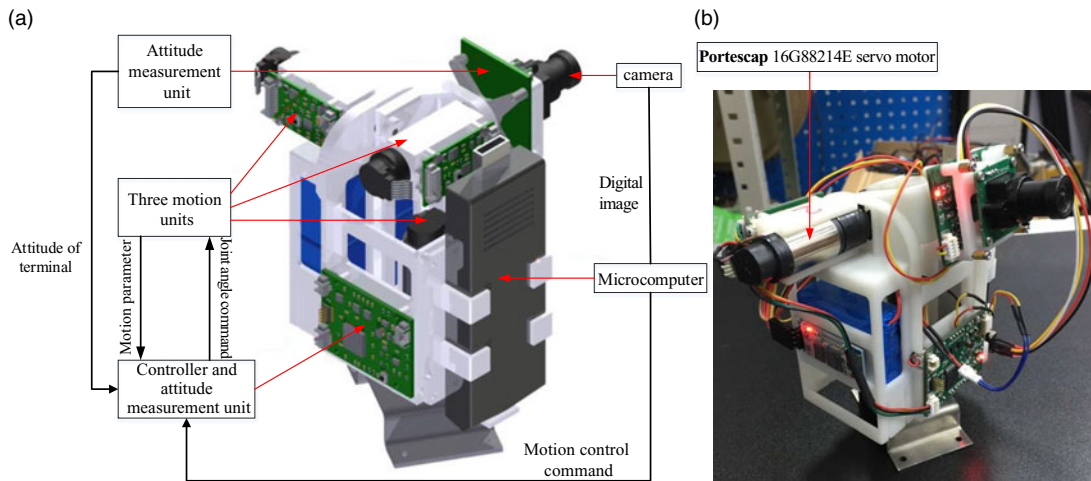 (a)
Attitude
measurement
unit
camera
Three motion
units
Digital
image
Attitude of
terminal
Motion parameter
Joint angle command
Microcomputer
Controller and
attitude
measurement unit
Motion control
command
(b)
Portescap 16G88214E servo motor